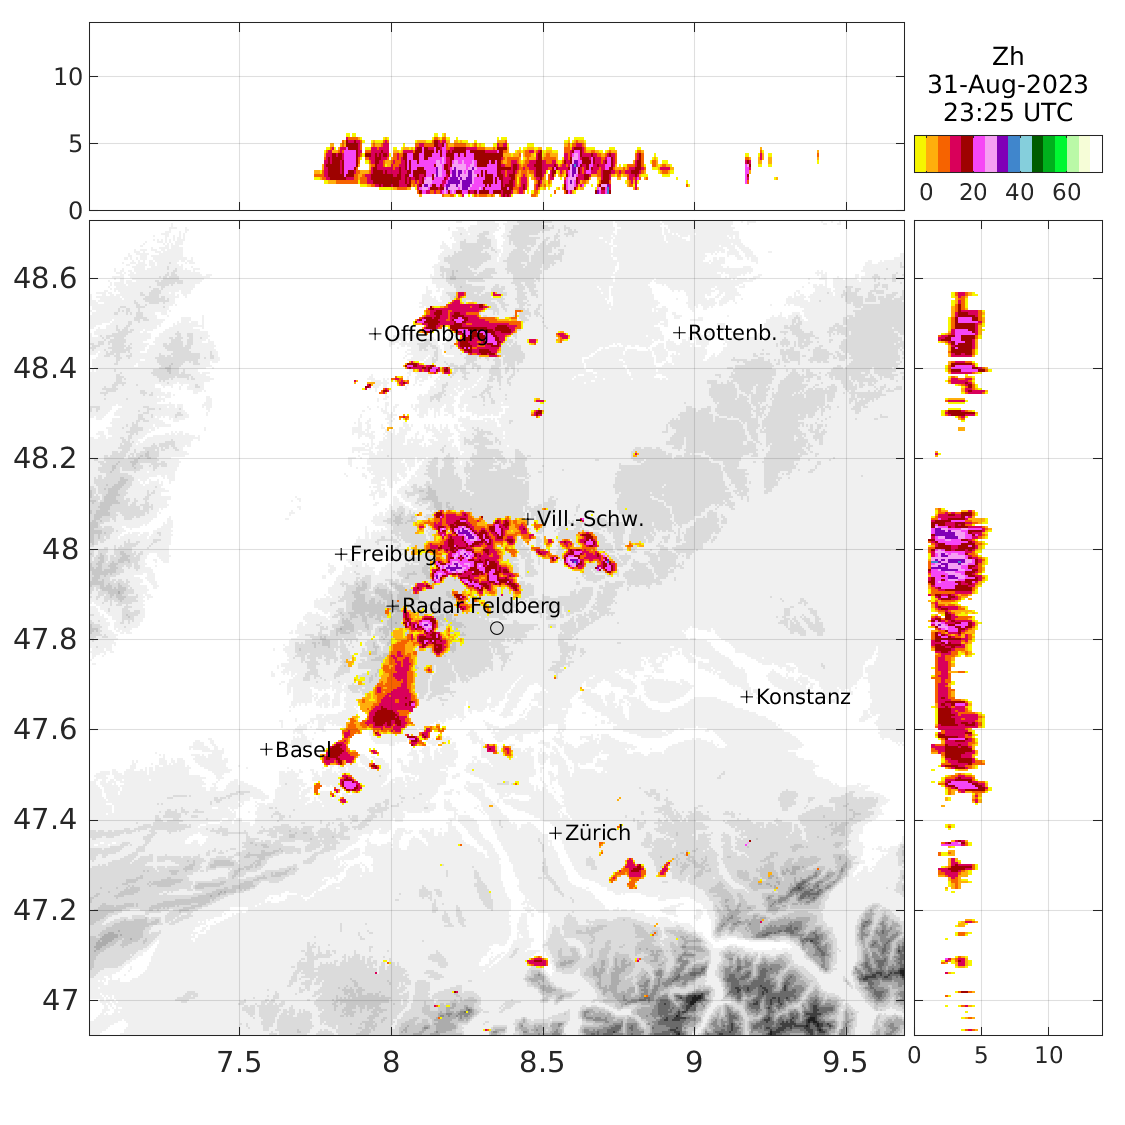 Zh
31-Aug-2023
23:25 UTC
0 20 40 60
10
5
0
48.6
48.4
48.2
48
47.8
47.6
47.4
47.2
47
+Offenburg
+Rottenb.
+Vill.-Schw.
+Freiburg
+Radar Feldberg
+Konstanz
+Basel
+Zürich
7.5 8 8.5 9 9.5
0 5 10